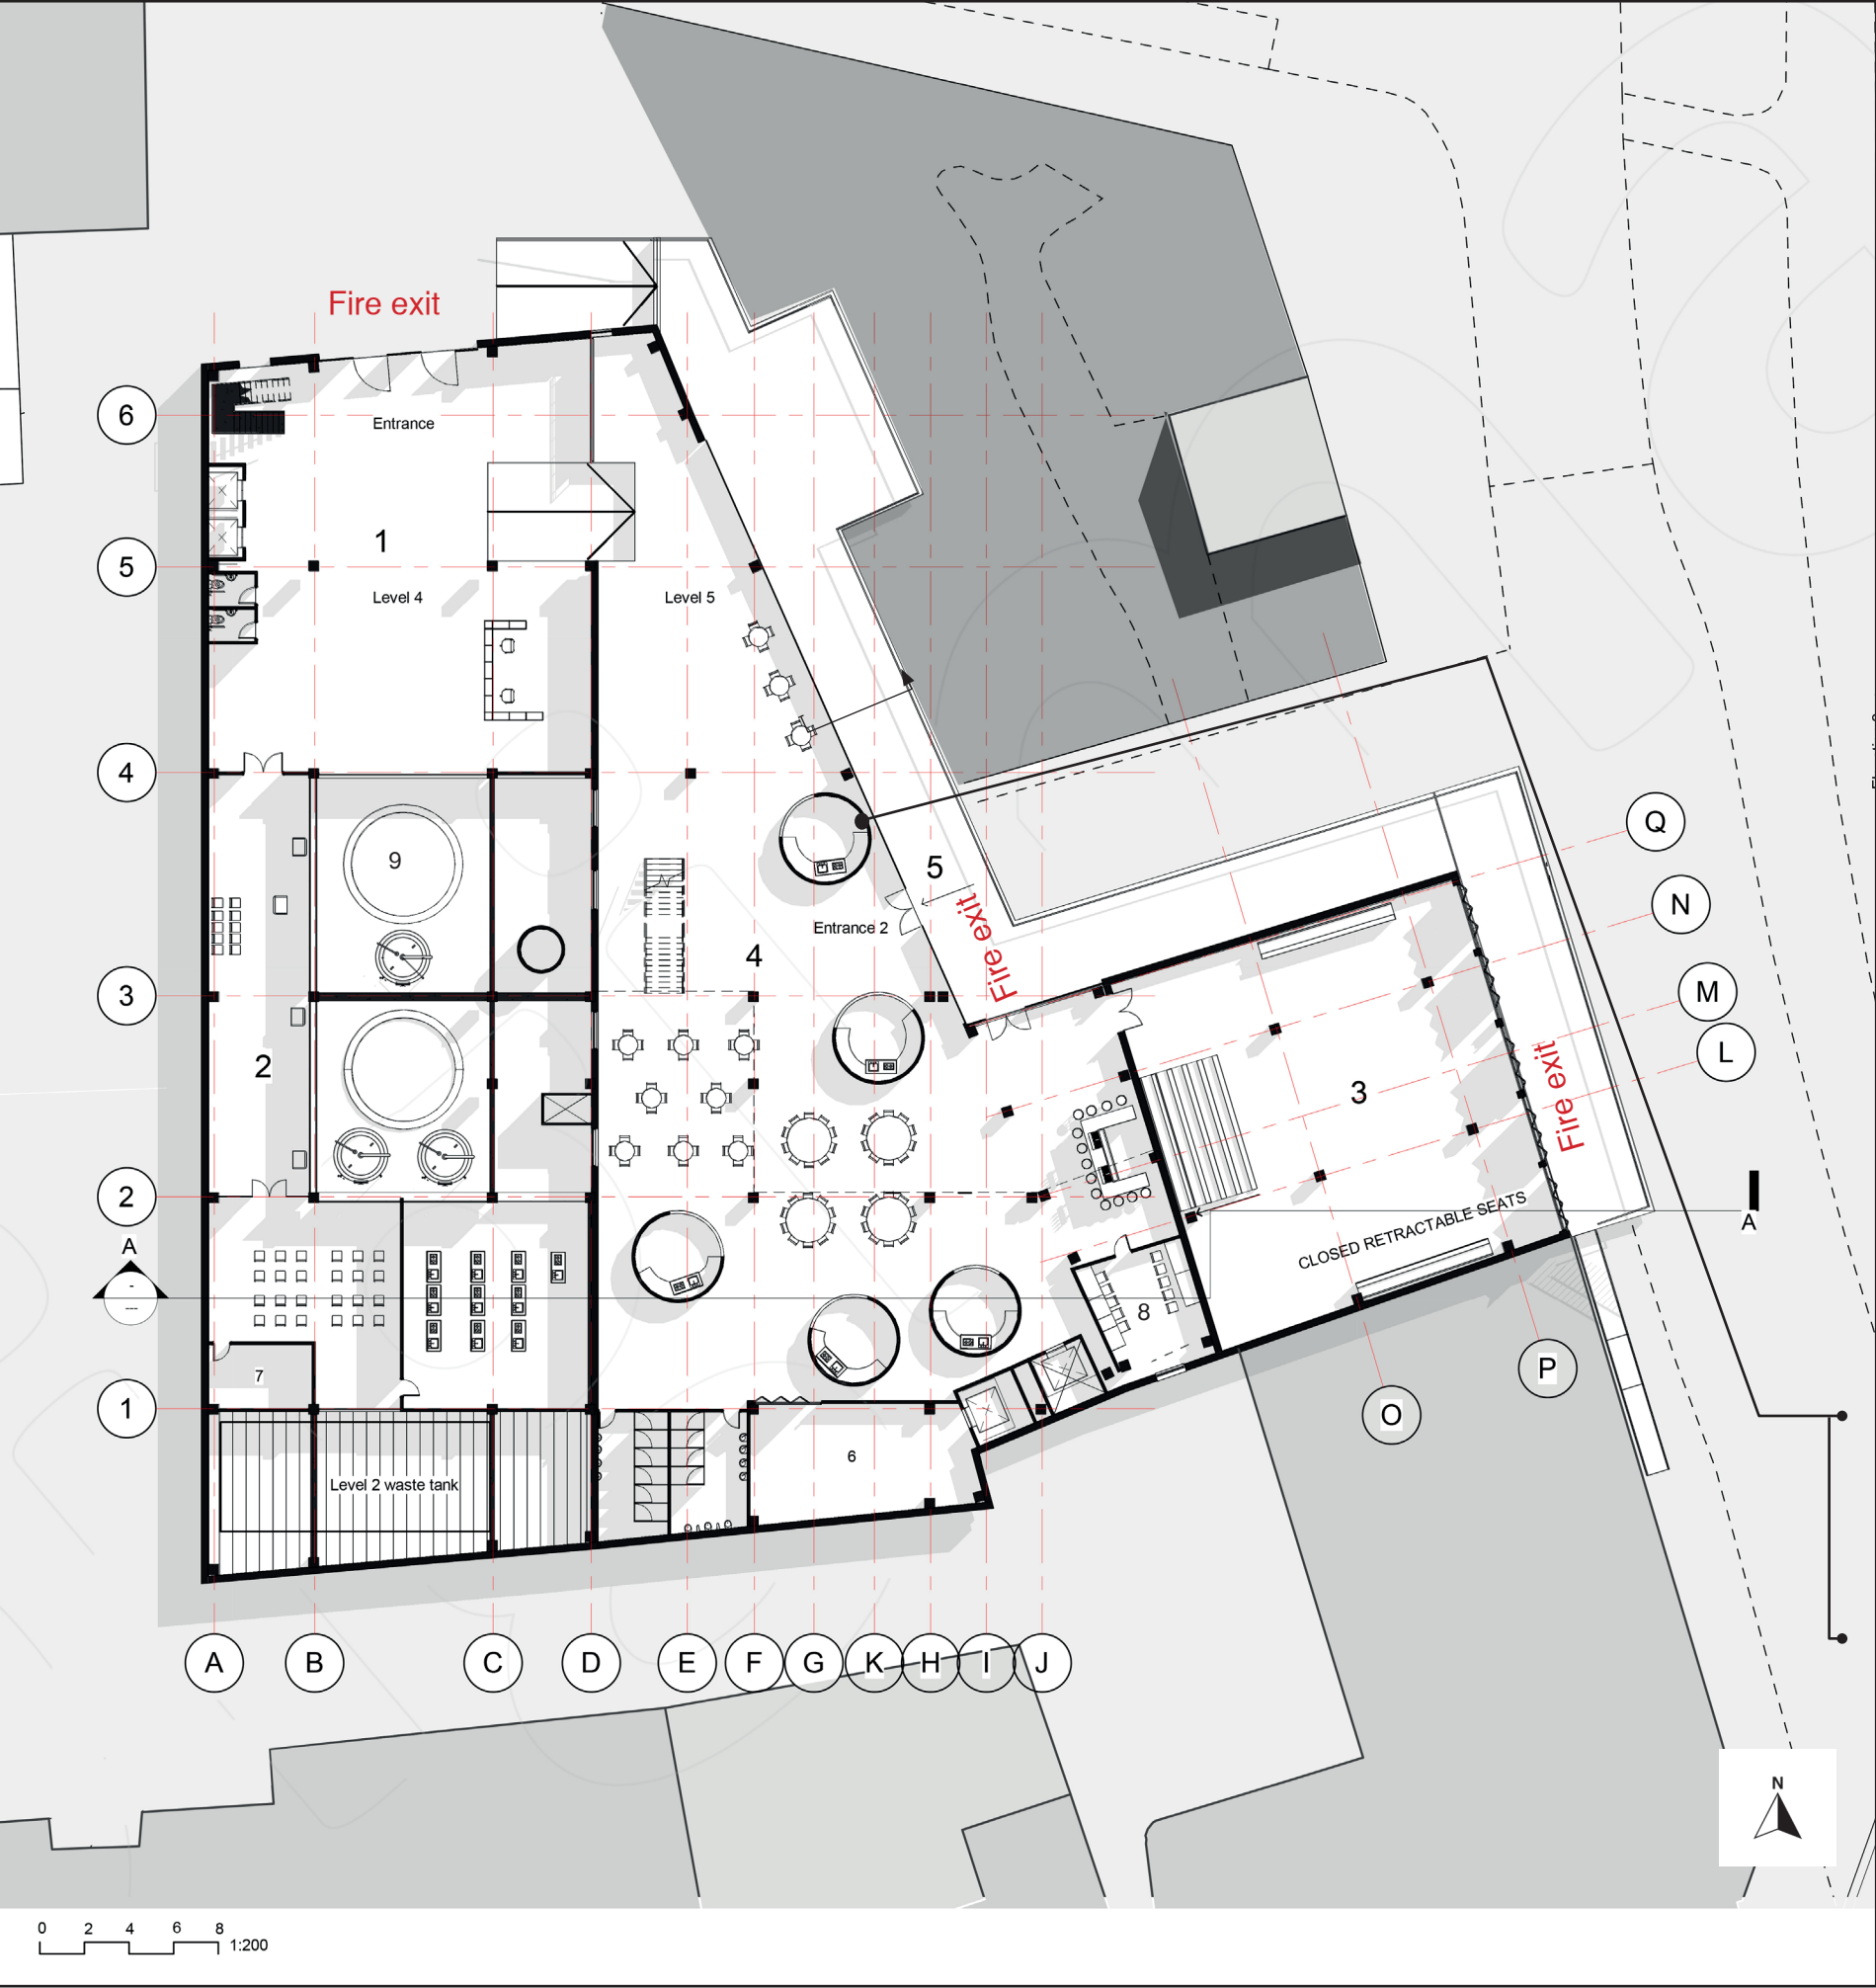 Fire exit
6
Entrance
1
5
Level 4
Level 5
4
9
5
Q
Entrance 2
Fire exit
N
4
3
M
L
2
3
Fire exit
2
A
CLOSED RETRACTABLE SEATS
A
-
---
8
7
P
1
O
6
Level 2 waste tank
A
B
C
D
E
F
G
K
H
I
J
N
0 2 4 6 8
1:200